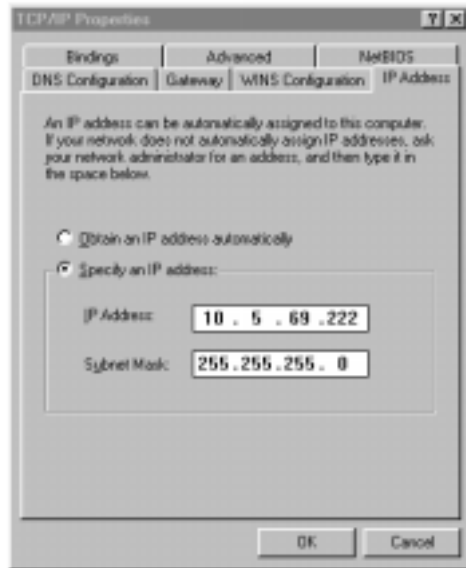 TCP/IP Properties
? X
Bindings Advanced NetBIOS
DNS Configuration Gateway WINS Configuration IP Address
An IP address can be automatically assigned to this computer.
If your network does not automatically assign IP addresses, ask
your network administrator for an address, and then type it in
the space below.
Obtain an IP address automatically
Specify an IP address:
IP Address: 10 . 5 . 69 .222
Subnet Mask: 255.255.255. 0
OK Cancel